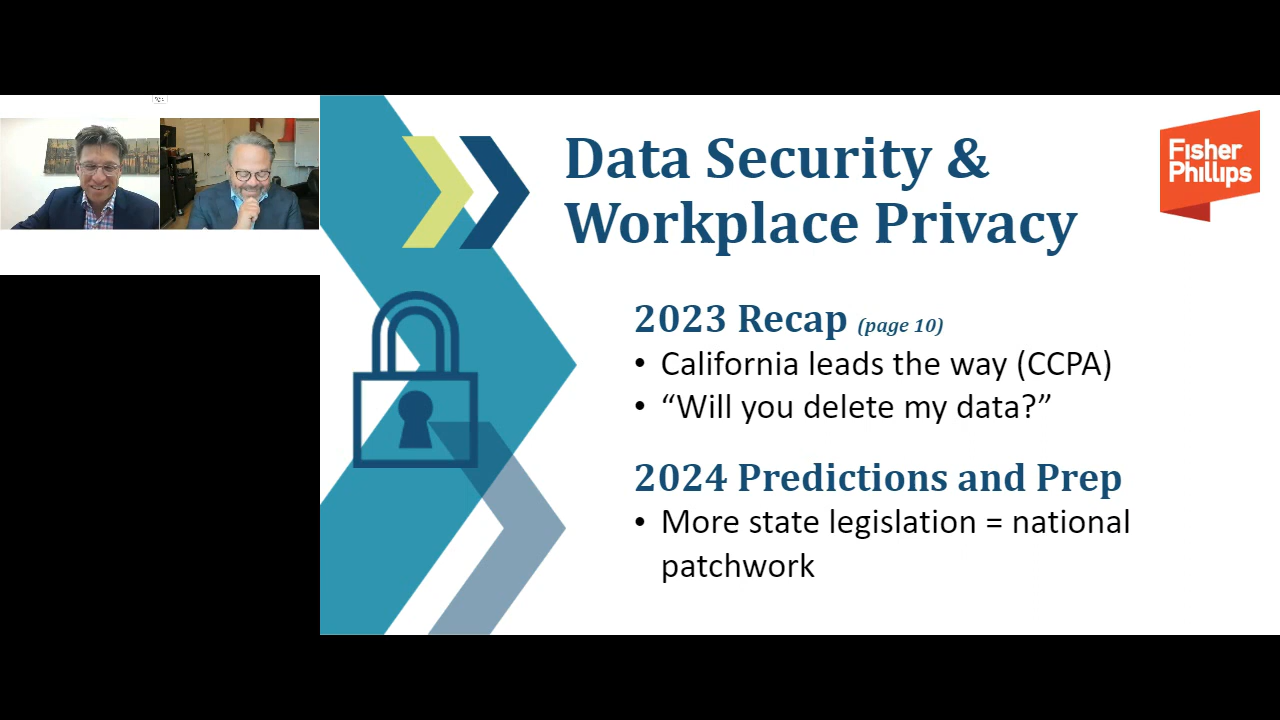 Data Security &
Workplace Privacy
Fisher
Phillips
2023 Recap (page 10)
• California leads the way (CCPA)
• “Will you delete my data?”
2024 Predictions and Prep
• More state legislation = national
patchwork